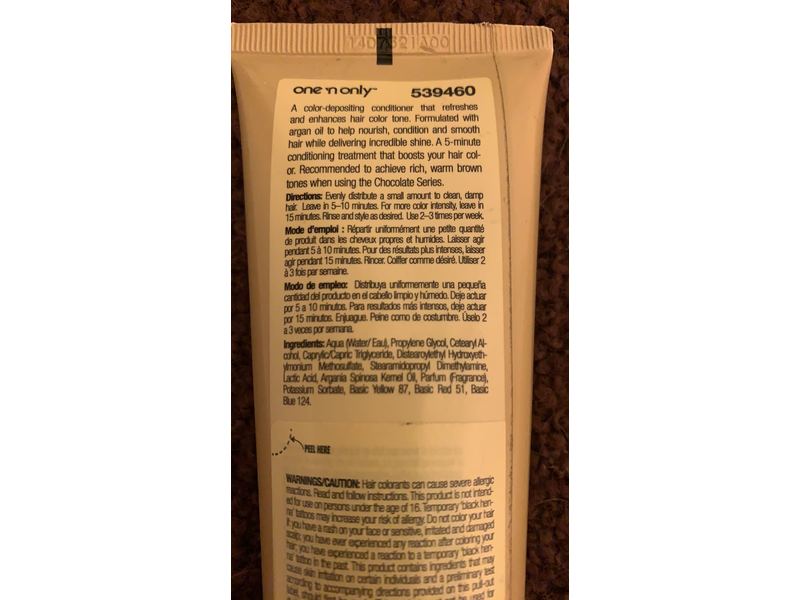 14D7321A00
one 'n only™ 539460
A color-depositing conditioner that refreshes
and enhances hair color tone. Formulated with
argan oil to help nourish, condition and smooth
hair while delivering incredible shine. A 5-minute
conditioning treatment that boosts your hair col-
or. Recommended to achieve rich, warm brown
tones when using the Chocolate Series.
Directions: Evenly distribute a small amount to clean, damp
hair. Leave in 5–10 minutes. For more color intensity, leave in
15 minutes. Rinse and style as desired. Use 2–3 times per week.
Mode d'emploi : Répartir uniformément une petite quantité
de produit dans les cheveux propres et humides. Laisser agir
pendant 5 à 10 minutes. Pour des résultats plus intenses, laisser
agir pendant 15 minutes. Rincer. Coiffer comme désiré. Utiliser 2
à 3 fois par semaine.
Modo de empleo: Distribuya uniformemente una pequeña
cantidad del producto en el cabello limpio y húmedo. Deje actuar
por 5 a 10 minutos. Para resultados más intensos, deje actuar
por 15 minutos. Enjuague. Peine como de costumbre. Úselo 2
a 3 veces por semana.
Ingredients: Aqua (Water/ Eau), Propylene Glycol, Cetearyl Al-
cohol, Caprylic/Capric Triglyceride, Distearoylethyl Hydroxyeth-
ylmonium Methosulfate, Stearamidopropyl Dimethylamine,
Lactic Acid, Argania Spinosa Kernel Oil, Parfum (Fragrance),
Potassium Sorbate, Basic Yellow 87, Basic Red 51, Basic
Blue 124.
PEEL HERE
WARNINGS/CAUTION: Hair colorants can cause severe allergic
reactions. Read and follow instructions. This product is not intend-
ed for use on persons under the age of 16. Temporary 'black hen-
na' tattoos may increase your risk of allergy. Do not color your hair
if: you have a rash on your face or sensitive, irritated and damaged
scalp; you have ever experienced any reaction after coloring your
hair; you have experienced a reaction to a temporary 'black hen-
na' tattoo in the past. This product contains ingredients that may
cause skin irritation on certain individuals and a preliminary test
according to accompanying directions provided on this pull-out
label, should first be